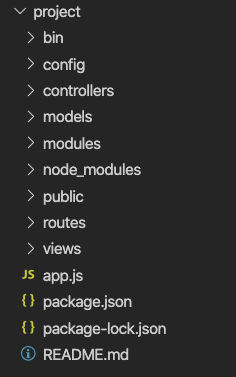 project
bin
config
controllers
models
modules
node_modules
public
routes
views
JS app.js
{} package.json
{} package-lock.json
README.md